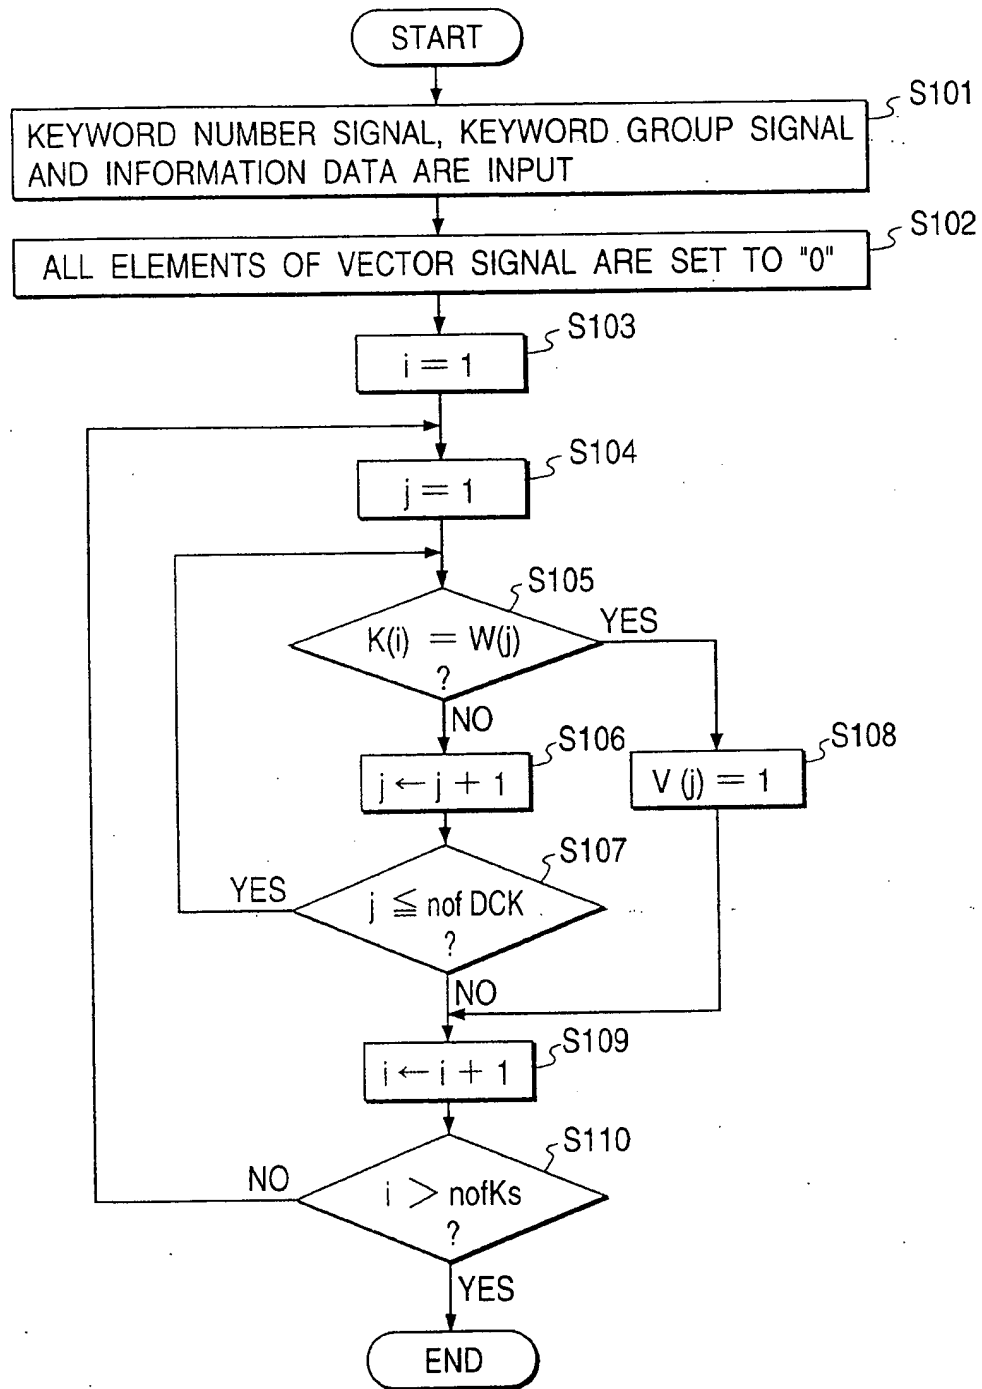 START
S101
KEYWORD NUMBER SIGNAL, KEYWORD GROUP SIGNAL
AND INFORMATION DATA ARE INPUT
S102
ALL ELEMENTS OF VECTOR SIGNAL ARE SET TO "0"
S103
i = 1
S104
j = 1
S105
K(i) = W(j)
?
YES
NO
S106
j ← j + 1
S108
V (j) = 1
S107
YES
j ≦ nof DCK
?
NO
S109
i ← i + 1
S110
NO
i > nofKs
?
YES
END